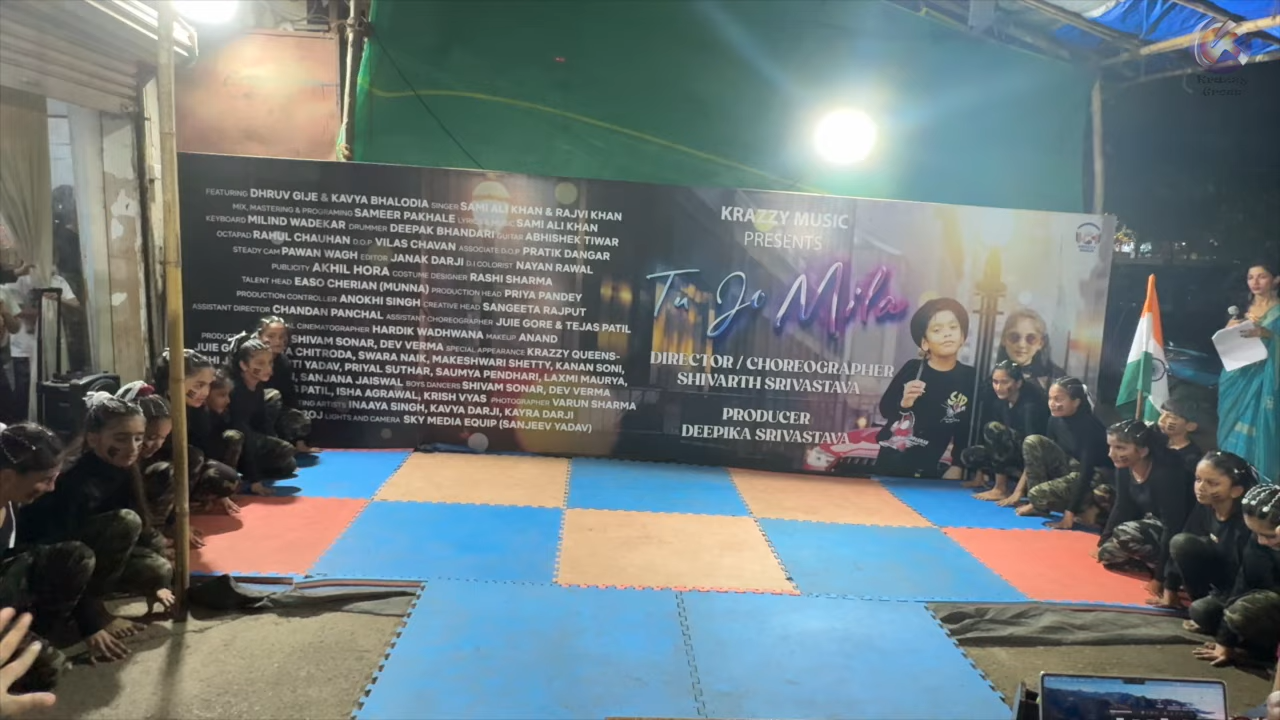 FEATURING DHRUV GIJE & KAVYA BHALODIA SINGER SAMI ALI KHAN & RAJVI KHAN
MIX, MASTERING & PROGRAMING SAMEER PAKHALE LYRICS & MUSIC SAMI ALI KHAN
KEYBOARD MILIND WADEKAR DRUMMER DEEPAK BHANDARI GUITAR ABHISHEK TIWAR
OCTAPAD RAHUL CHAUHAN D.O.P VILAS CHAVAN ASSOCIATE D.O.P PRATIK DANGAR
STEADY CAM PAWAN WAGH EDITOR JANAK DARJI D.I COLORIST NAYAN RAWAL
PUBLICITY AKHIL HORA COSTUME DESIGNER RASHI SHARMA
TALENT HEAD EASO CHERIAN (MUNNA) PRODUCTION HEAD PRIYA PANDEY
PRODUCTION CONTROLLER ANOKHI SINGH CREATIVE HEAD SANGEETA RAJPUT
ASSISTANT DIRECTOR CHANDAN PANCHAL ASSISTANT CHOREOGRAPHER JUIE GORE & TEJAS PATIL
CINEMATOGRAPHER HARDIK WADHWANA MAKEUP ANAND
SHIVAM SONAR, DEV VERMA SPECIAL APPEARANCE KRAZZY QUEENS-
JUIE CHITRODA, SWARA NAIK, MAKESHWARI SHETTY, KANAN SONI,
YADAV, PRIYAL SUTHAR, SAUMYA PENDHARI, LAXMI MAURYA,
SANJANA JAISWAL BOYS DANCERS SHIVAM SONAR, DEV VERMA
PATIL, ISHA AGRAWAL, KRISH VYAS PHOTOGRAPHER VARUN SHARMA
ARTISTS INAAYA SINGH, KAVYA DARJI, KAYRA DARJI
LIGHTS AND CAMERA SKY MEDIA EQUIP (SANJEEV YADAV)
KRAZZY MUSIC
PRESENTS
Tu Jo Mila
DIRECTOR / CHOREOGRAPHER
SHIVARTH SRIVASTAVA
PRODUCER
DEEPIKA SRIVASTAVA